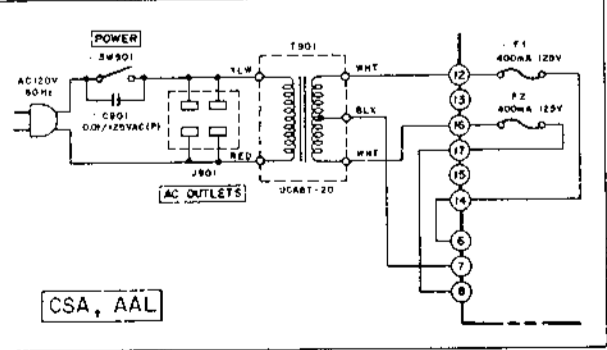 POWER
SW901
AC120V
60Hz
C901
0.01/125VAC(P)
J901
AC OUTLETS
YLW
RED
T901
WHT
BLK
WHT
UCABT-20
F1
400mA 125V
F2
400mA 125V
12
13
16
17
15
14
6
7
8
CSA, AAL